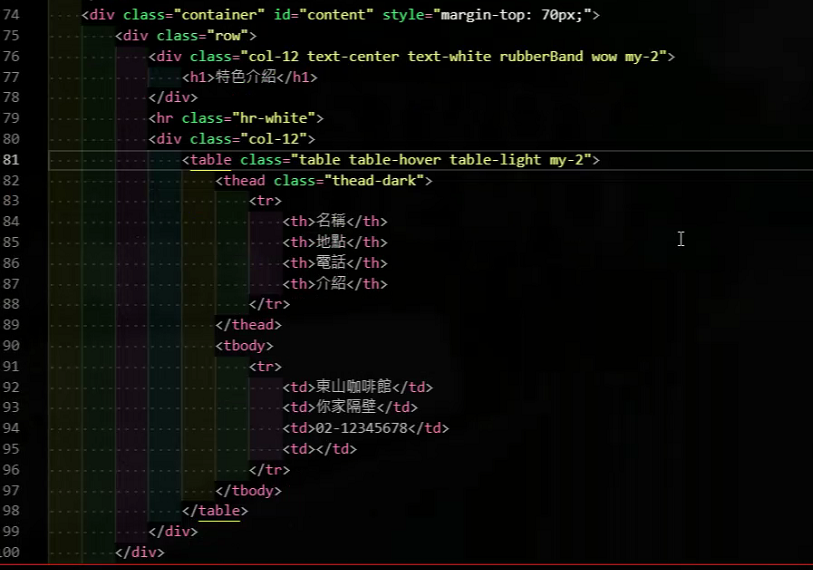 74 <div class="container" id="content" style="margin-top: 70px;">
75 <div class="row">
76 <div class="col-12 text-center text-white rubberBand wow my-2">
77 <h1>特色介紹</h1>
78 </div>
79 <hr class="hr-white">
80 <div class="col-12">
81 <table class="table table-hover table-light my-2">
82 <thead class="thead-dark">
83 <tr>
84 <th>名稱</th>
85 <th>地點</th>
86 <th>電話</th>
87 <th>介紹</th>
88 </tr>
89 </thead>
90 <tbody>
91 <tr>
92 <td>東山咖啡館</td>
93 <td>你家隔壁</td>
94 <td>02-12345678</td>
95 <td></td>
96 </tr>
97 </tbody>
98 </table>
99 </div>
100 </div>